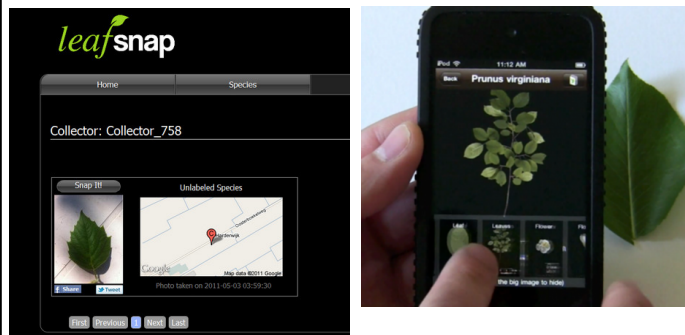 leafsnap
Home Species
Collector: Collector_758
Snap It!
Unlabeled Species
Harderwijk
Google
Map data ©2011 Google
Share Tweet
Photo taken on 2011-05-03 03:59:30
First Previous 1 Next Last
iPod 11:12 AM
Back Prunus virginiana
Leaves Flowers
the big image to hide)